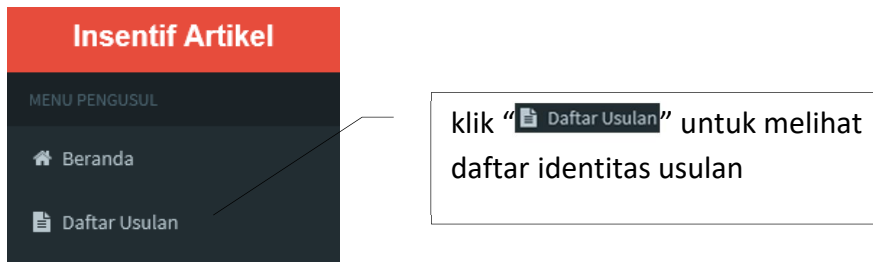 Insentif Artikel
MENU PENGUSUL
Beranda
Daftar Usulan
klik “Daftar Usulan” untuk melihat
daftar identitas usulan